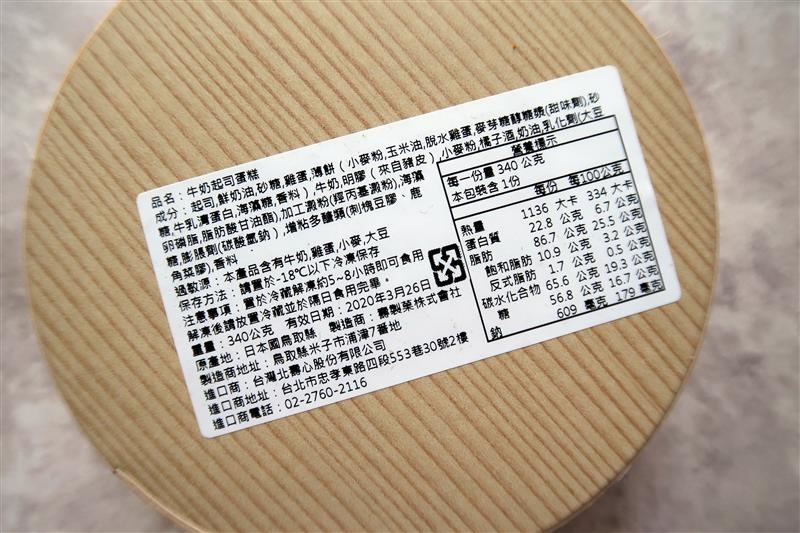 品名：牛奶起司蛋糕
成分：起司,鮮奶油,砂糖,雞蛋,薄餅（小麥粉,玉米油,脫水雞蛋,麥芽糖醇糖漿(甜味劑),砂
糖,牛乳清蛋白,海藻糖,香料）,牛奶,明膠（來自豬皮）,小麥粉,橘子酒,奶油,乳化劑(大豆
卵磷脂,脂肪酸甘油酯),加工澱粉(羥丙基澱粉),海藻
糖,膨脹劑(碳酸氫鈉）,增粘多醣類(刺槐豆膠、鹿
角菜膠),香料
過敏源：本產品含有牛奶,雞蛋,小麥,大豆
保存方法：請置於-18℃以下冷凍保存
注意事項：置於冷藏解凍約5~8小時即可食用
解凍後請放置冷藏並於隔日食用完畢。
重量：340公克 有效日期：2020年3月26日
原產地：日本國鳥取縣 製造商：壽製菓株式會社
製造商地址：鳥取縣米子市浦津7番地
進口商：台灣北壽心股份有限公司
進口商地址：台北市忠孝東路四段553巷30號2樓
進口商電話：02-2760-2116
營養標示
每一份量 340 公克
本包裝含 1份
每份 每100公克
熱量 1136 大卡 334 大卡
蛋白質 22.8 公克 6.7 公克
脂肪 86.7 公克 25.5 公克
飽和脂肪 10.9 公克 3.2 公克
反式脂肪 1.7 公克 0.5 公克
碳水化合物 65.6 公克 19.3 公克
糖 56.8 公克 16.7 公克
鈉 609 毫克 179 毫克